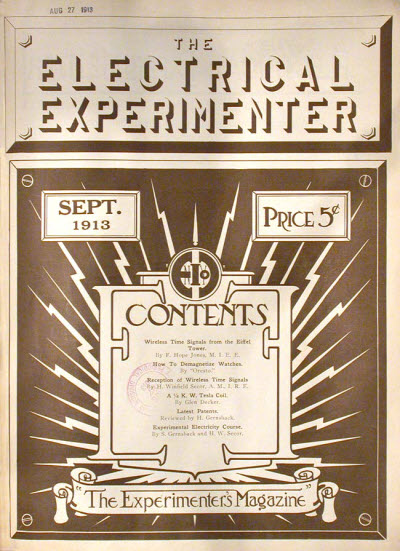 AUG 27 1913
THE
ELECTRICAL
EXPERIMENTER
SEPT.
1913
PRICE 5¢
CONTENTS
Wireless Time Signals from the Eiffel
Tower.
By F. Hope Jones, M. I. E. E.
How To Demagnetize Watches.
By
Reception of Wireless Time Signals
By H. Winfield Secor, A. M., I. R. E.
A ¼ K. W. Tesla Coil.
By Glen Decker.
Latest Patents.
Reviewed by H. Gernsback.
Experimental Electricity Course.
By S. Gernsback and H. W. Secor.
"The Experimenter's Magazine"